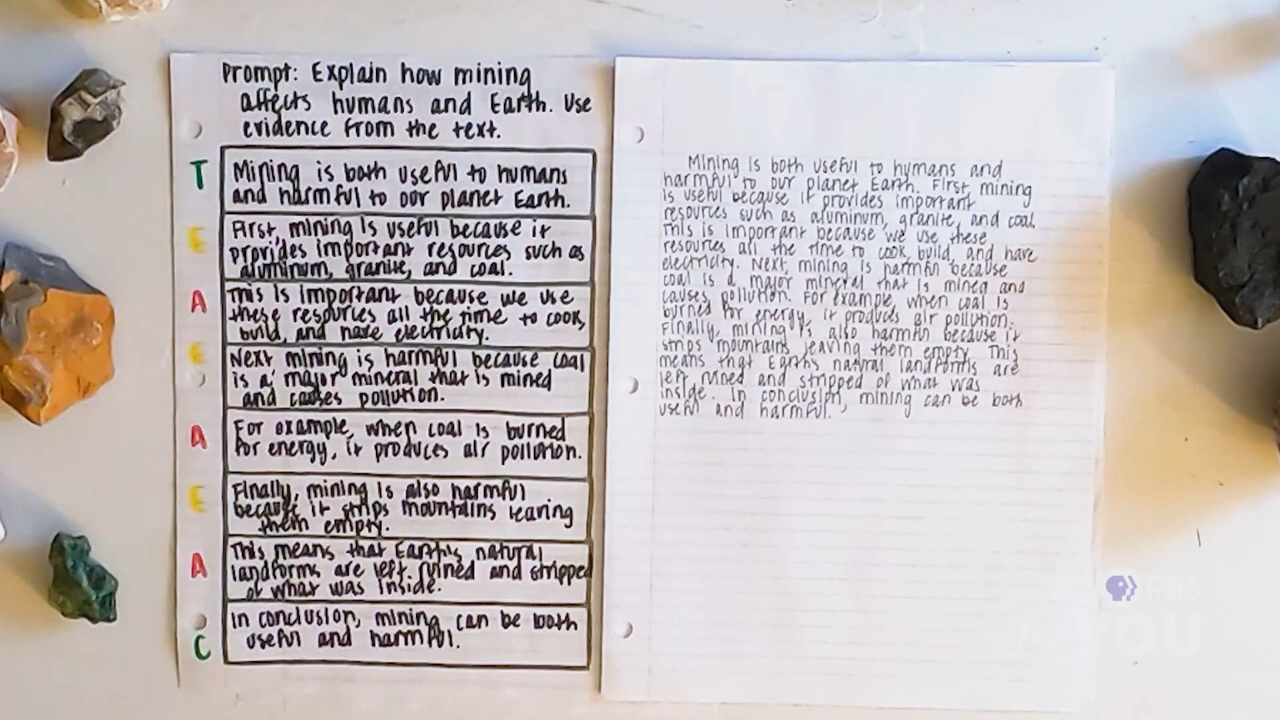 Prompt: Explain how mining
affects humans and Earth. Use
evidence from the text.
T
Mining is both useful to humans
and harmful to our planet Earth.
E
First, mining is useful because it
provides important resources such as
aluminum, granite, and coal.
A
This is important because we use
these resources all the time to cook,
build, and have electricity.
E
Next mining is harmful because coal
is a major mineral that is mined
and causes pollution.
A
For example, when coal is burned
for energy, it produces air pollution.
E
Finally, mining is also harmful
because it strips mountains leaving
them empty.
A
This means that Earth's natural
landforms are left ruined and stripped
of what was inside.
C
In conclusion, mining can be both
useful and harmful.
Mining is both useful to humans and
harmful to our planet Earth. First, mining
is useful because it provides important
resources such as aluminum, granite, and coal.
This is important because we use these
resources all the time to cook, build, and have
electricity. Next, mining is harmful because
coal is a major mineral that is mined and
causes pollution. For example, when coal is
burned for energy, it produces air pollution.
Finally, mining is also harmful because it
strips mountains leaving them empty. This
means that Earth's natural landforms are
left ruined and stripped of what was
inside. In conclusion, mining can be both
useful and harmful.
PBS
YOU